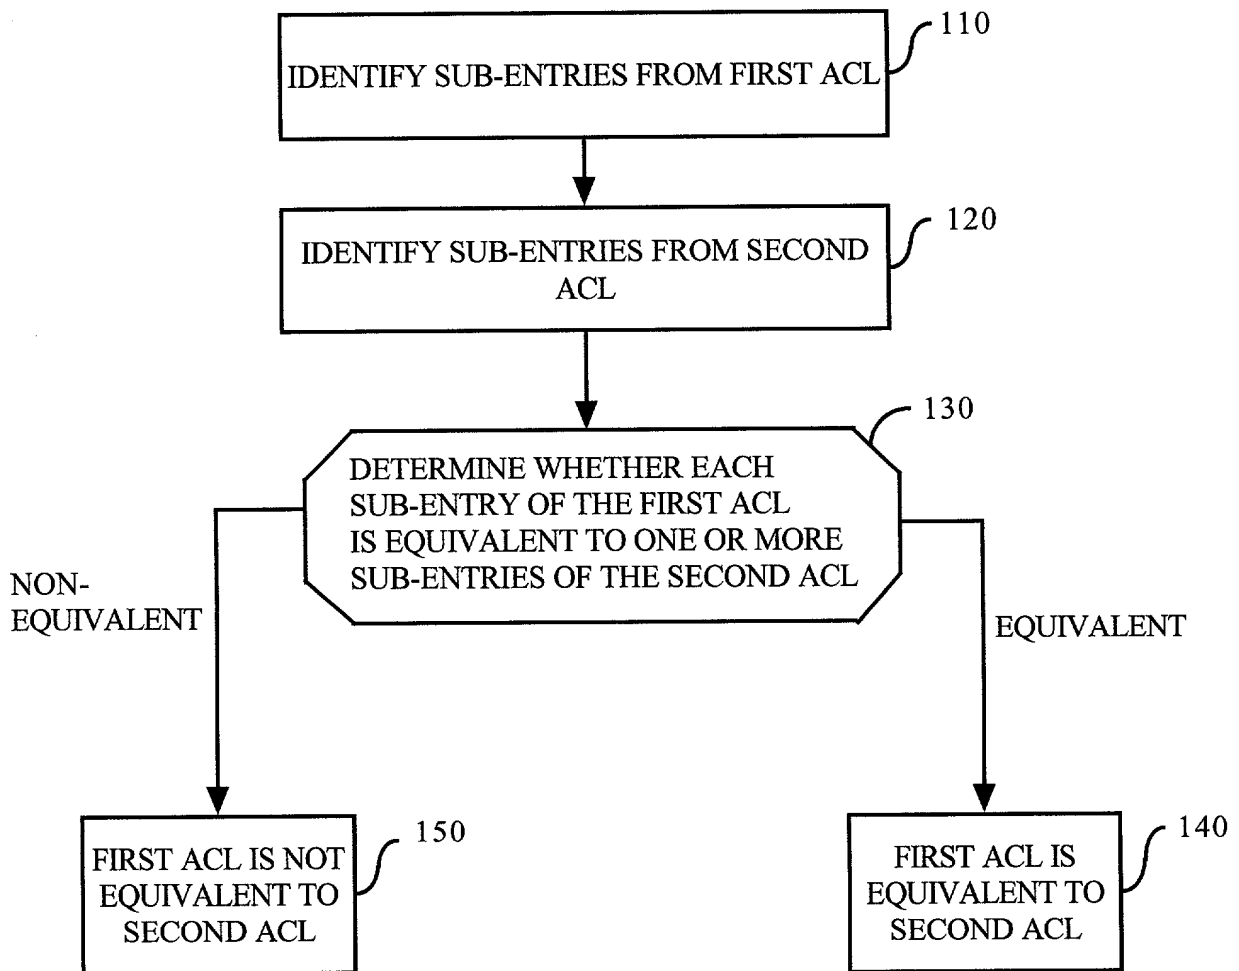 110
IDENTIFY SUB-ENTRIES FROM FIRST ACL
120
IDENTIFY SUB-ENTRIES FROM SECOND
ACL
130
DETERMINE WHETHER EACH
SUB-ENTRY OF THE FIRST ACL
IS EQUIVALENT TO ONE OR MORE
SUB-ENTRIES OF THE SECOND ACL
NON-
EQUIVALENT
EQUIVALENT
150
FIRST ACL IS NOT
EQUIVALENT TO
SECOND ACL
140
FIRST ACL IS
EQUIVALENT TO
SECOND ACL